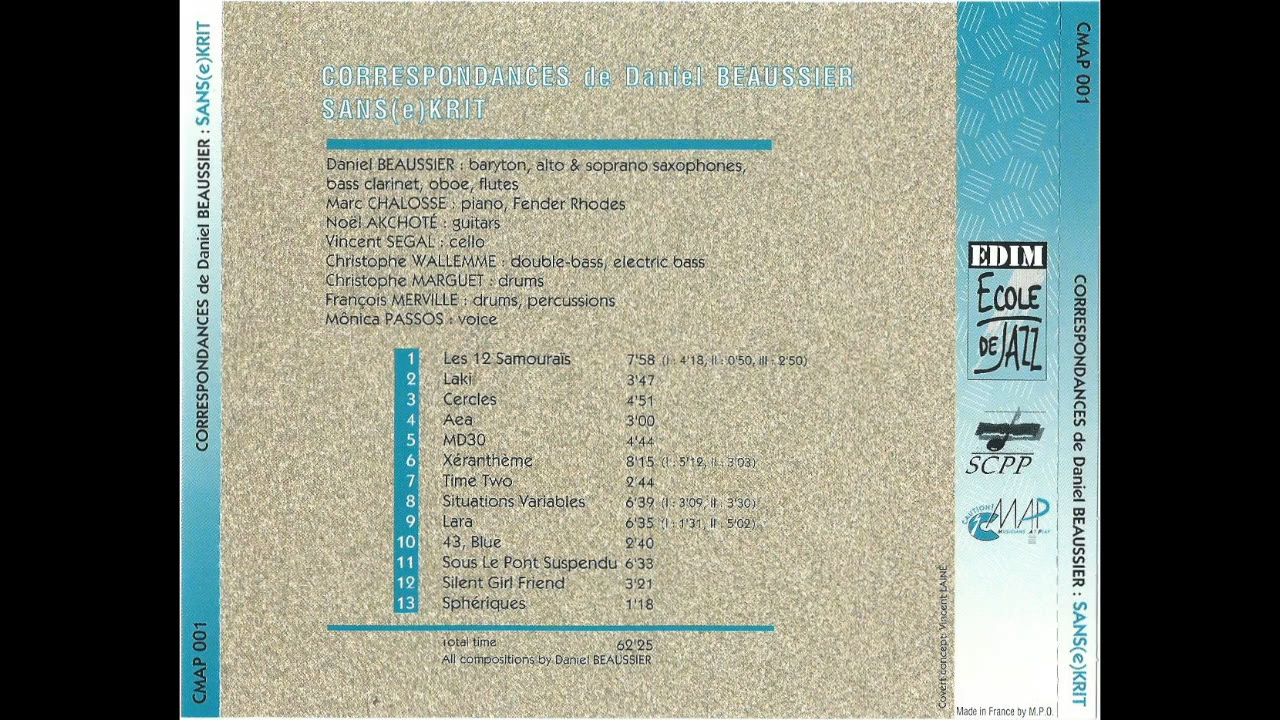 CORRESPONDANCES de Daniel BEAUSSIER : SANS(e)KRIT
CMAP 001
CORRESPONDANCES de Daniel BEAUSSIER
SANS(e)KRIT
Daniel BEAUSSIER : baryton, alto & soprano saxophones,
bass clarinet, oboe, flutes
Marc CHALOSSE : piano, Fender Rhodes
Noël AKCHOTÉ : guitars
Vincent SEGAL : cello
Christophe WALLEMME : double-bass, electric bass
Christophe MARGUET : drums
François MERVILLE : drums, percussions
Mônica PASSOS : voice
1 Les 12 Samouraïs 7'58 (I : 4'18, II : 0'50, III : 2'50)
2 Laki 3'47
3 Cercles 4'51
4 Aea 3'00
5 MD30 4'44
6 Xéranthème 8'15 (I : 5'12, II : 3'03)
7 Time Two 2'44
8 Situations Variables 6'39 (I : 3'09, II : 3'30)
9 Lara 6'35 (I : 1'31, II : 5'02)
10 43, Blue 2'40
11 Sous Le Pont Suspendu 6'33
12 Silent Girl Friend 3'21
13 Sphériques 1'18
Total time 62'25
All compositions by Daniel BEAUSSIER
Covert concept: Vincent LAINÉ
EDIM
ECOLE
DE JAZZ
SCPP
CAUTION!
MAP
MUSICIANS AT PLAY
Made in France by M.P.O.
CMAP 001
CORRESPONDANCES de Daniel BEAUSSIER : SANS(e)KRIT